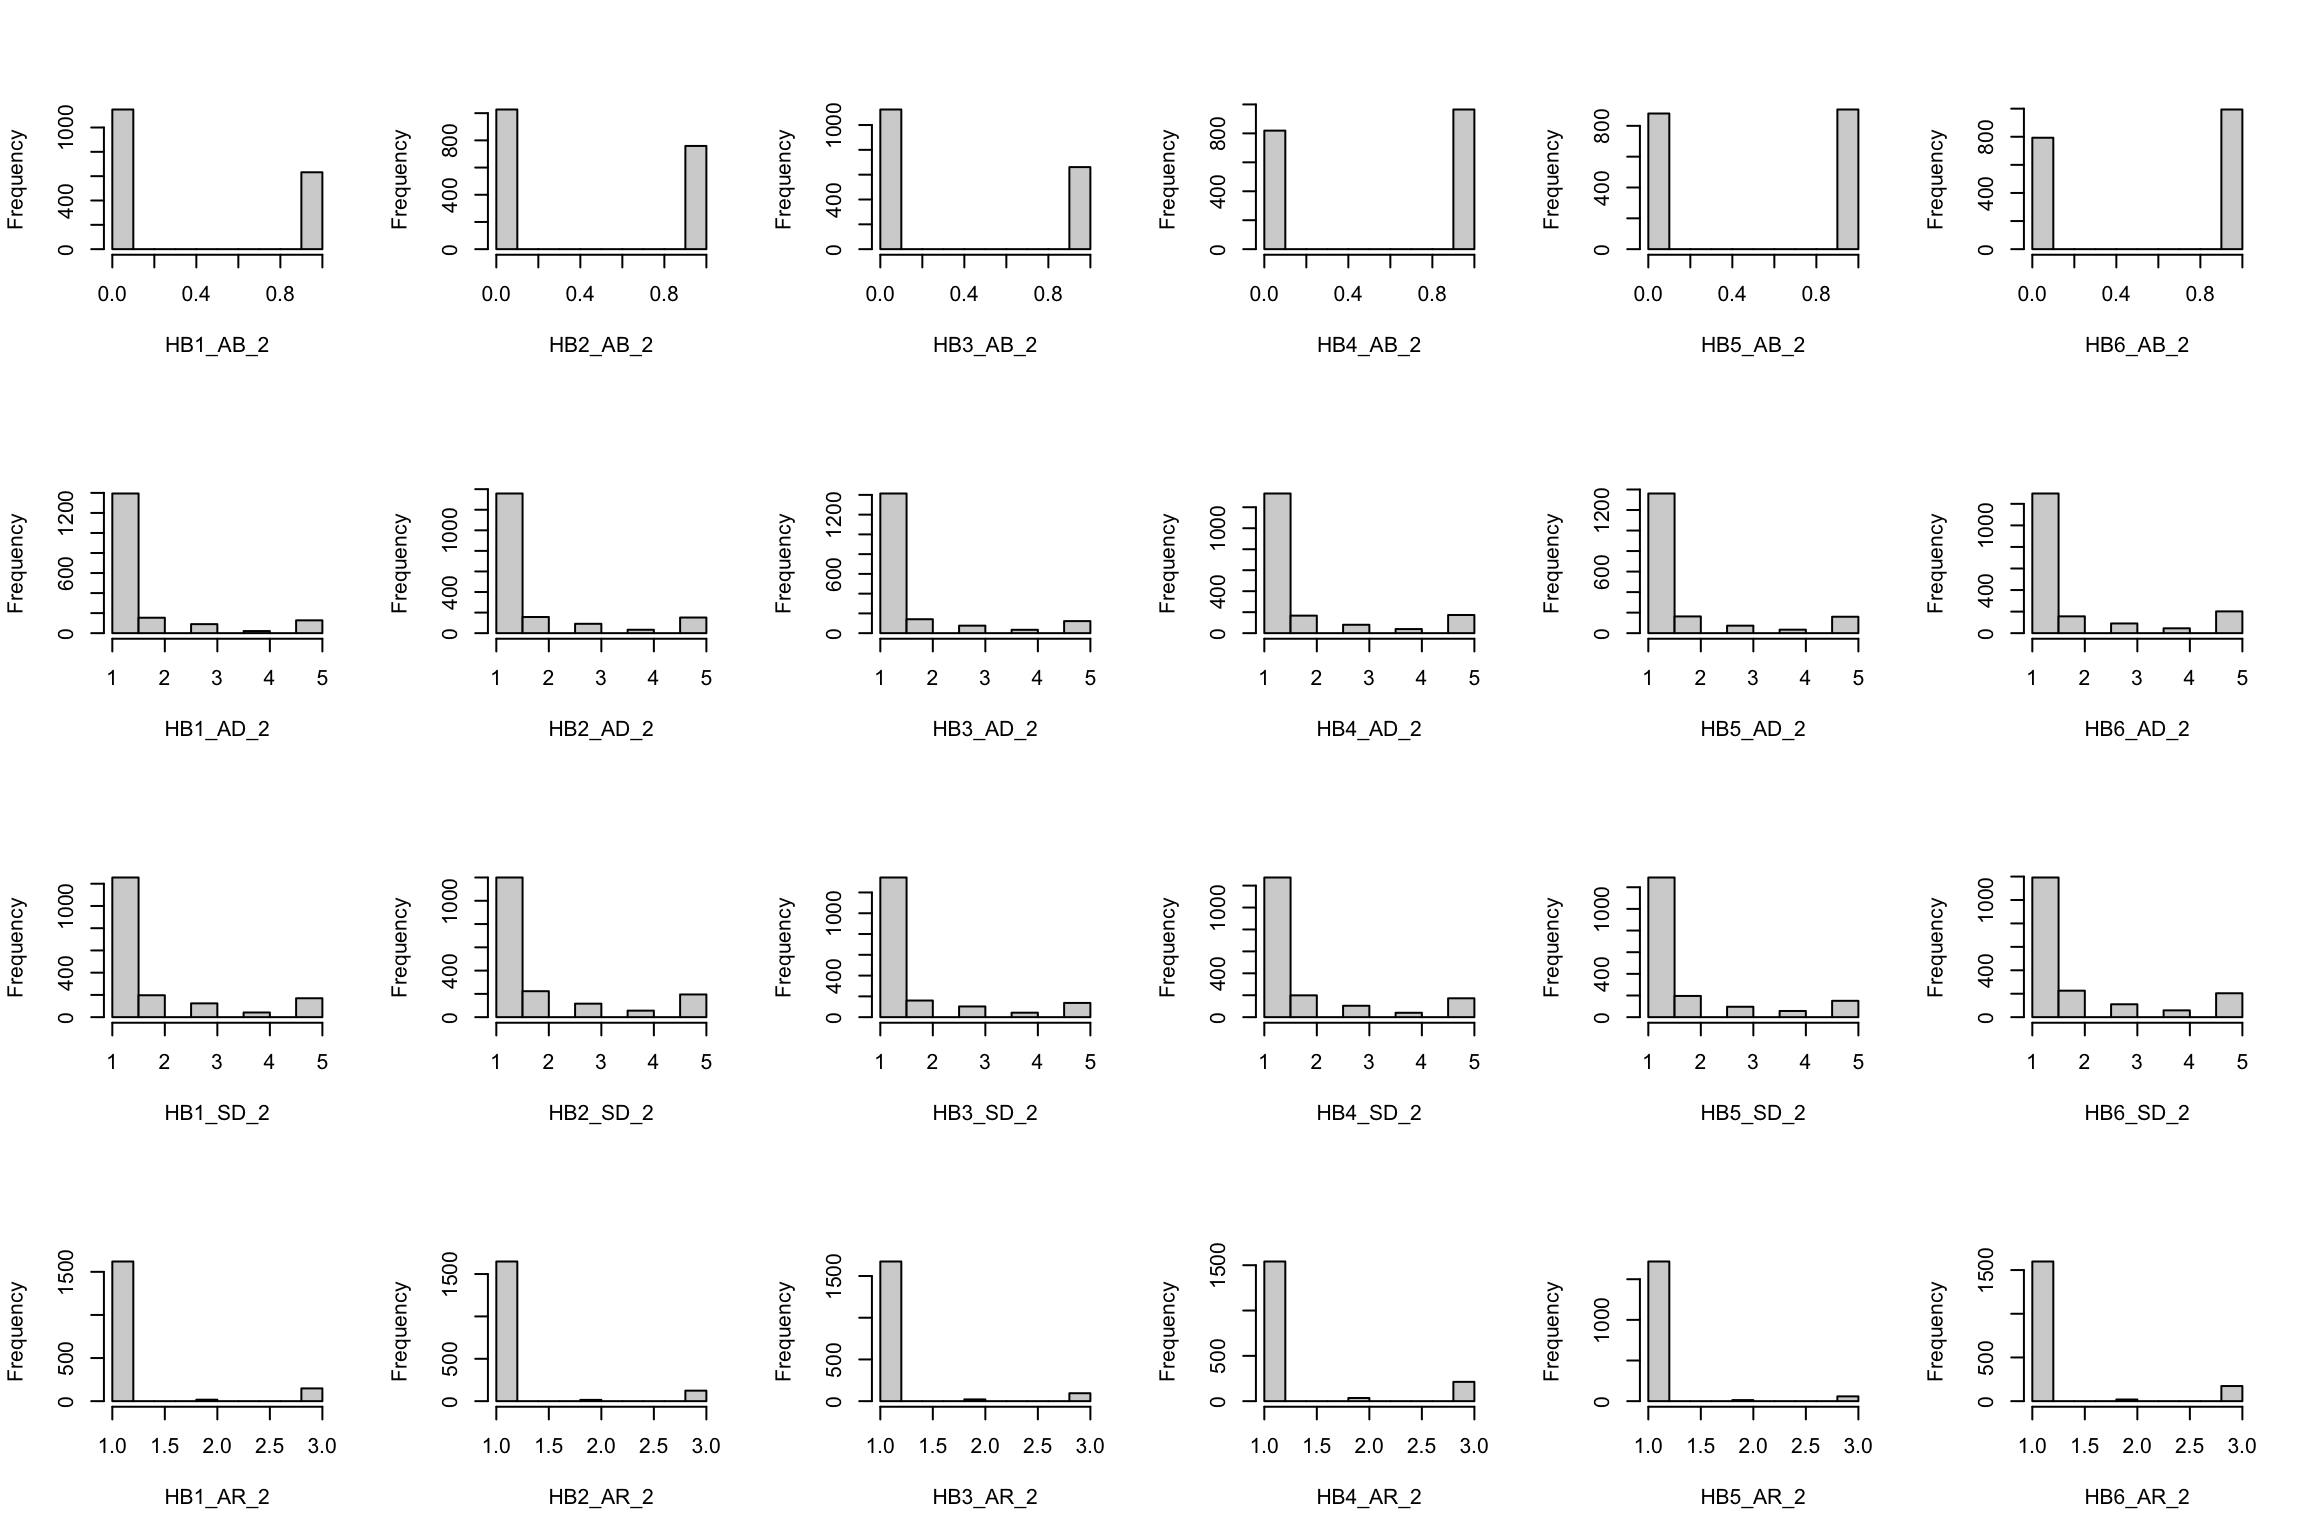 Frequency 0 400 1000 0.0 0.4 0.8 HB1_AB_2
Frequency 0 400 800 0.0 0.4 0.8 HB2_AB_2
Frequency 0 400 1000 0.0 0.4 0.8 HB3_AB_2
Frequency 0 400 800 0.0 0.4 0.8 HB4_AB_2
Frequency 0 400 800 0.0 0.4 0.8 HB5_AB_2
Frequency 0 400 800 0.0 0.4 0.8 HB6_AB_2
Frequency 0 600 1200 1 2 3 4 5 HB1_AD_2
Frequency 0 400 1000 1 2 3 4 5 HB2_AD_2
Frequency 0 600 1200 1 2 3 4 5 HB3_AD_2
Frequency 0 400 1000 1 2 3 4 5 HB4_AD_2
Frequency 0 600 1200 1 2 3 4 5 HB5_AD_2
Frequency 0 400 1000 1 2 3 4 5 HB6_AD_2
Frequency 0 400 1000 1 2 3 4 5 HB1_SD_2
Frequency 0 400 1000 1 2 3 4 5 HB2_SD_2
Frequency 0 400 1000 1 2 3 4 5 HB3_SD_2
Frequency 0 400 1000 1 2 3 4 5 HB4_SD_2
Frequency 0 400 1000 1 2 3 4 5 HB5_SD_2
Frequency 0 400 1000 1 2 3 4 5 HB6_SD_2
Frequency 0 500 1500 1.0 1.5 2.0 2.5 3.0 HB1_AR_2
Frequency 0 500 1500 1.0 1.5 2.0 2.5 3.0 HB2_AR_2
Frequency 0 500 1500 1.0 1.5 2.0 2.5 3.0 HB3_AR_2
Frequency 0 500 1500 1.0 1.5 2.0 2.5 3.0 HB4_AR_2
Frequency 0 1000 1.0 1.5 2.0 2.5 3.0 HB5_AR_2
Frequency 0 500 1500 1.0 1.5 2.0 2.5 3.0 HB6_AR_2